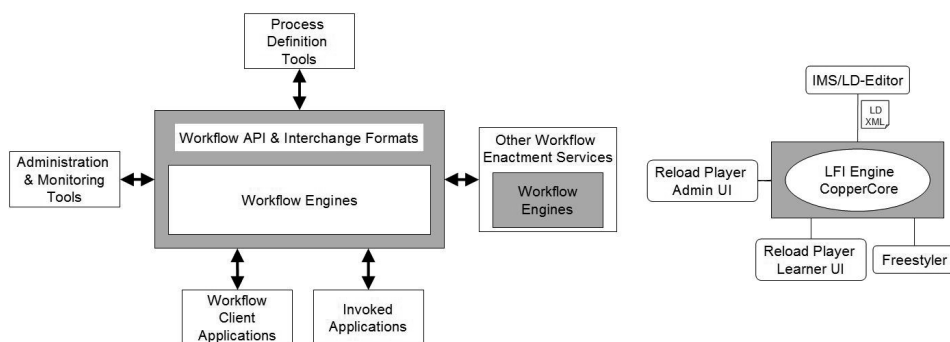 Process
Definition
Tools
Workflow API & Interchange Formats
Administration
& Monitoring
Tools
Workflow Engines
Other Workflow
Enactment Services
Workflow
Engines
Workflow
Client
Applications
Invoked
Applications
IMS/LD-Editor
LD
XML
Reload Player
Admin UI
LFI Engine
CopperCore
Reload Player
Learner UI
Freestyler